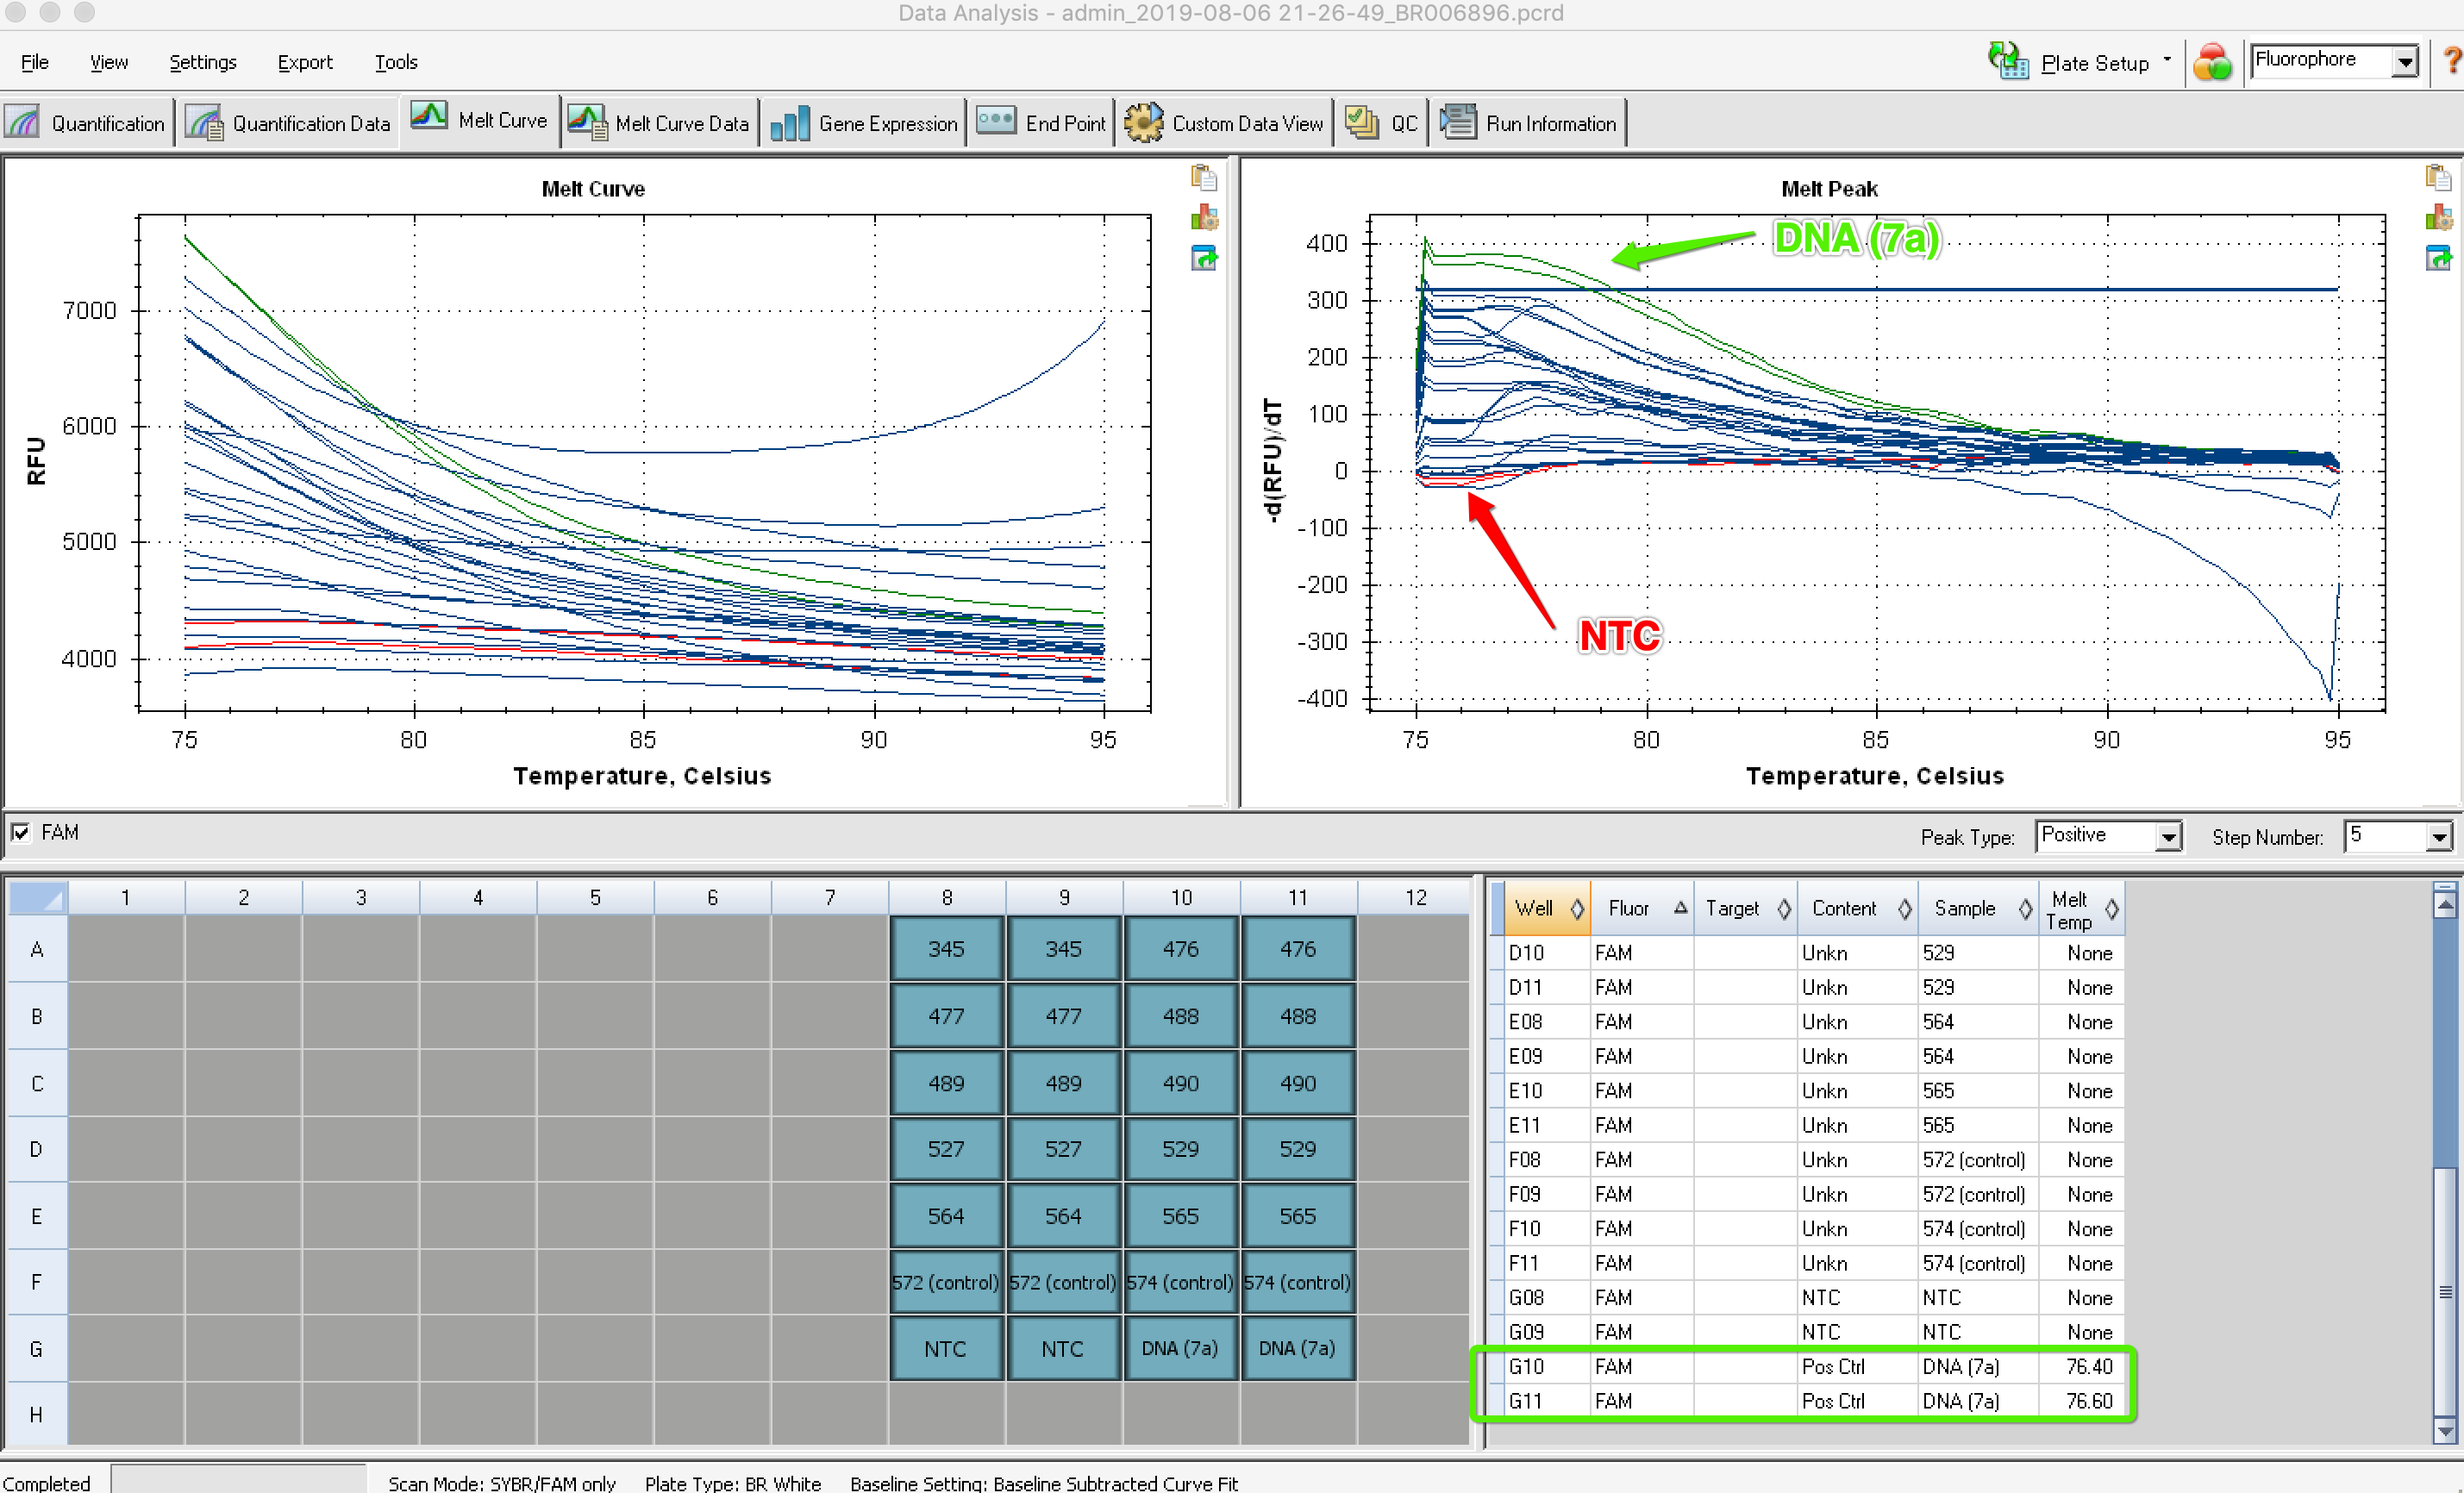 Data Analysis - admin_2019-08-06 21-26-49_BR006896.pcrd
File View Settings Export Tools Plate Setup Fluorophore ?
Quantification Quantification Data Melt Curve Melt Curve Data Gene Expression End Point Custom Data View QC Run Information
Melt Curve
7000
6000
5000
4000
RFU
75 80 85 90 95
Temperature, Celsius
Melt Peak
DNA (7a)
NTC
400
300
200
100
0
-100
-200
-300
-400
-d(RFU)/dT
75 80 85 90 95
Temperature, Celsius
FAM Peak Type: Positive Step Number: 5
1 2 3 4 5 6 7 8 9 10 11 12
A 345 345 476 476
B 477 477 488 488
C 489 489 490 490
D 527 527 529 529
E 564 564 565 565
F 572 (control) 572 (control) 574 (control) 574 (control)
G NTC NTC DNA (7a) DNA (7a)
H
Well Fluor Target Content Sample Melt Temp
D10 FAM Unkn 529 None
D11 FAM Unkn 529 None
E08 FAM Unkn 564 None
E09 FAM Unkn 564 None
E10 FAM Unkn 565 None
E11 FAM Unkn 565 None
F08 FAM Unkn 572 (control) None
F09 FAM Unkn 572 (control) None
F10 FAM Unkn 574 (control) None
F11 FAM Unkn 574 (control) None
G08 FAM NTC NTC None
G09 FAM NTC NTC None
G10 FAM Pos Ctrl DNA (7a) 76.40
G11 FAM Pos Ctrl DNA (7a) 76.60
Completed Scan Mode: SYBR/FAM only Plate Type: BR White Baseline Setting: Baseline Subtracted Curve Fit